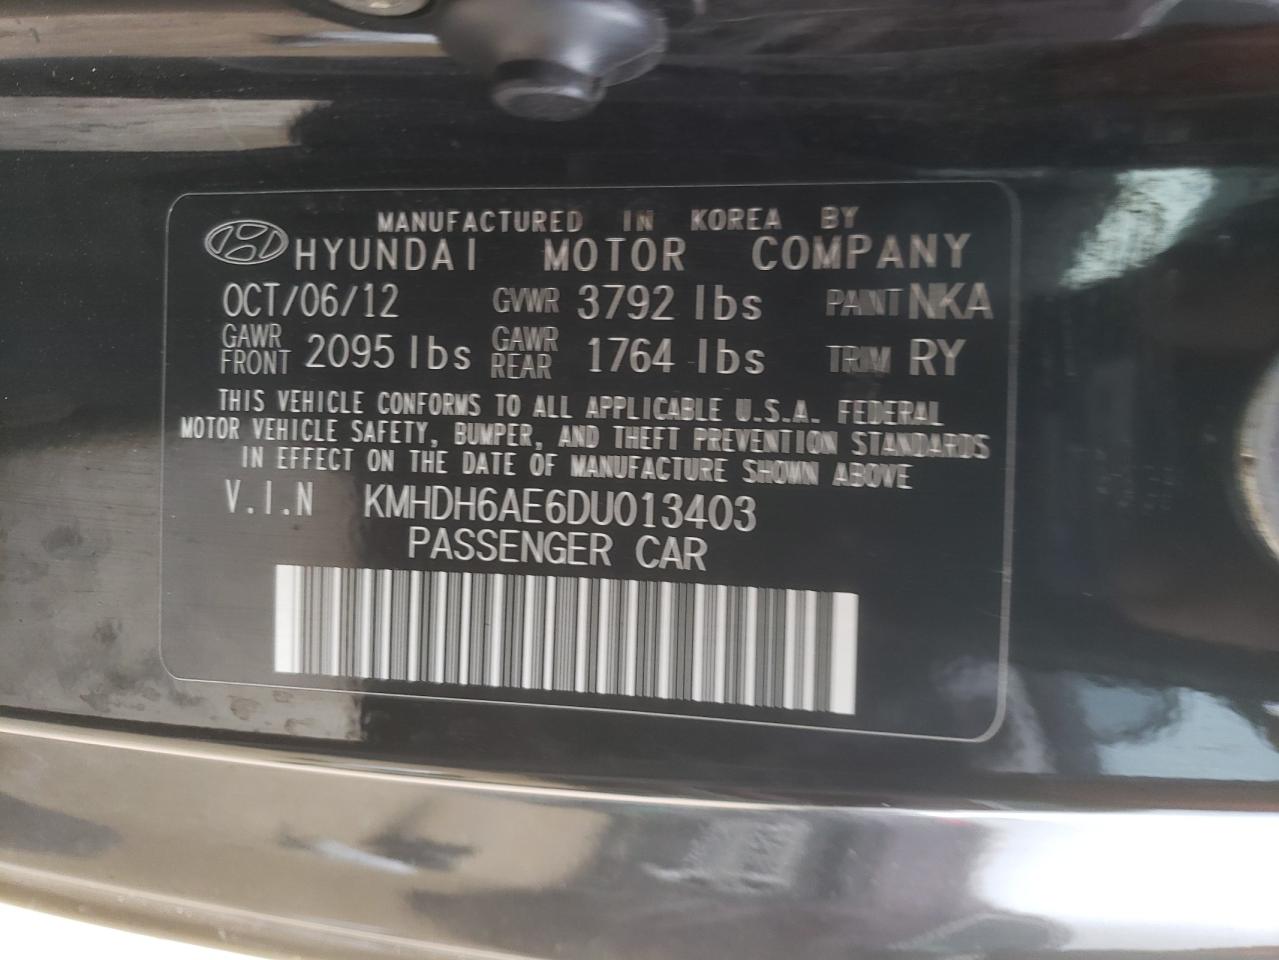 MANUFACTURED IN KOREA BY
HYUNDAI MOTOR COMPANY
OCT/06/12 GVWR 3792 lbs PAINT NKA
GAWR FRONT 2095 lbs GAWR REAR 1764 lbs TRIM RY
THIS VEHICLE CONFORMS TO ALL APPLICABLE U.S.A. FEDERAL
MOTOR VEHICLE SAFETY, BUMPER, AND THEFT PREVENTION STANDARDS
IN EFFECT ON THE DATE OF MANUFACTURE SHOWN ABOVE
V.I.N KMHDH6AE6DU013403
PASSENGER CAR